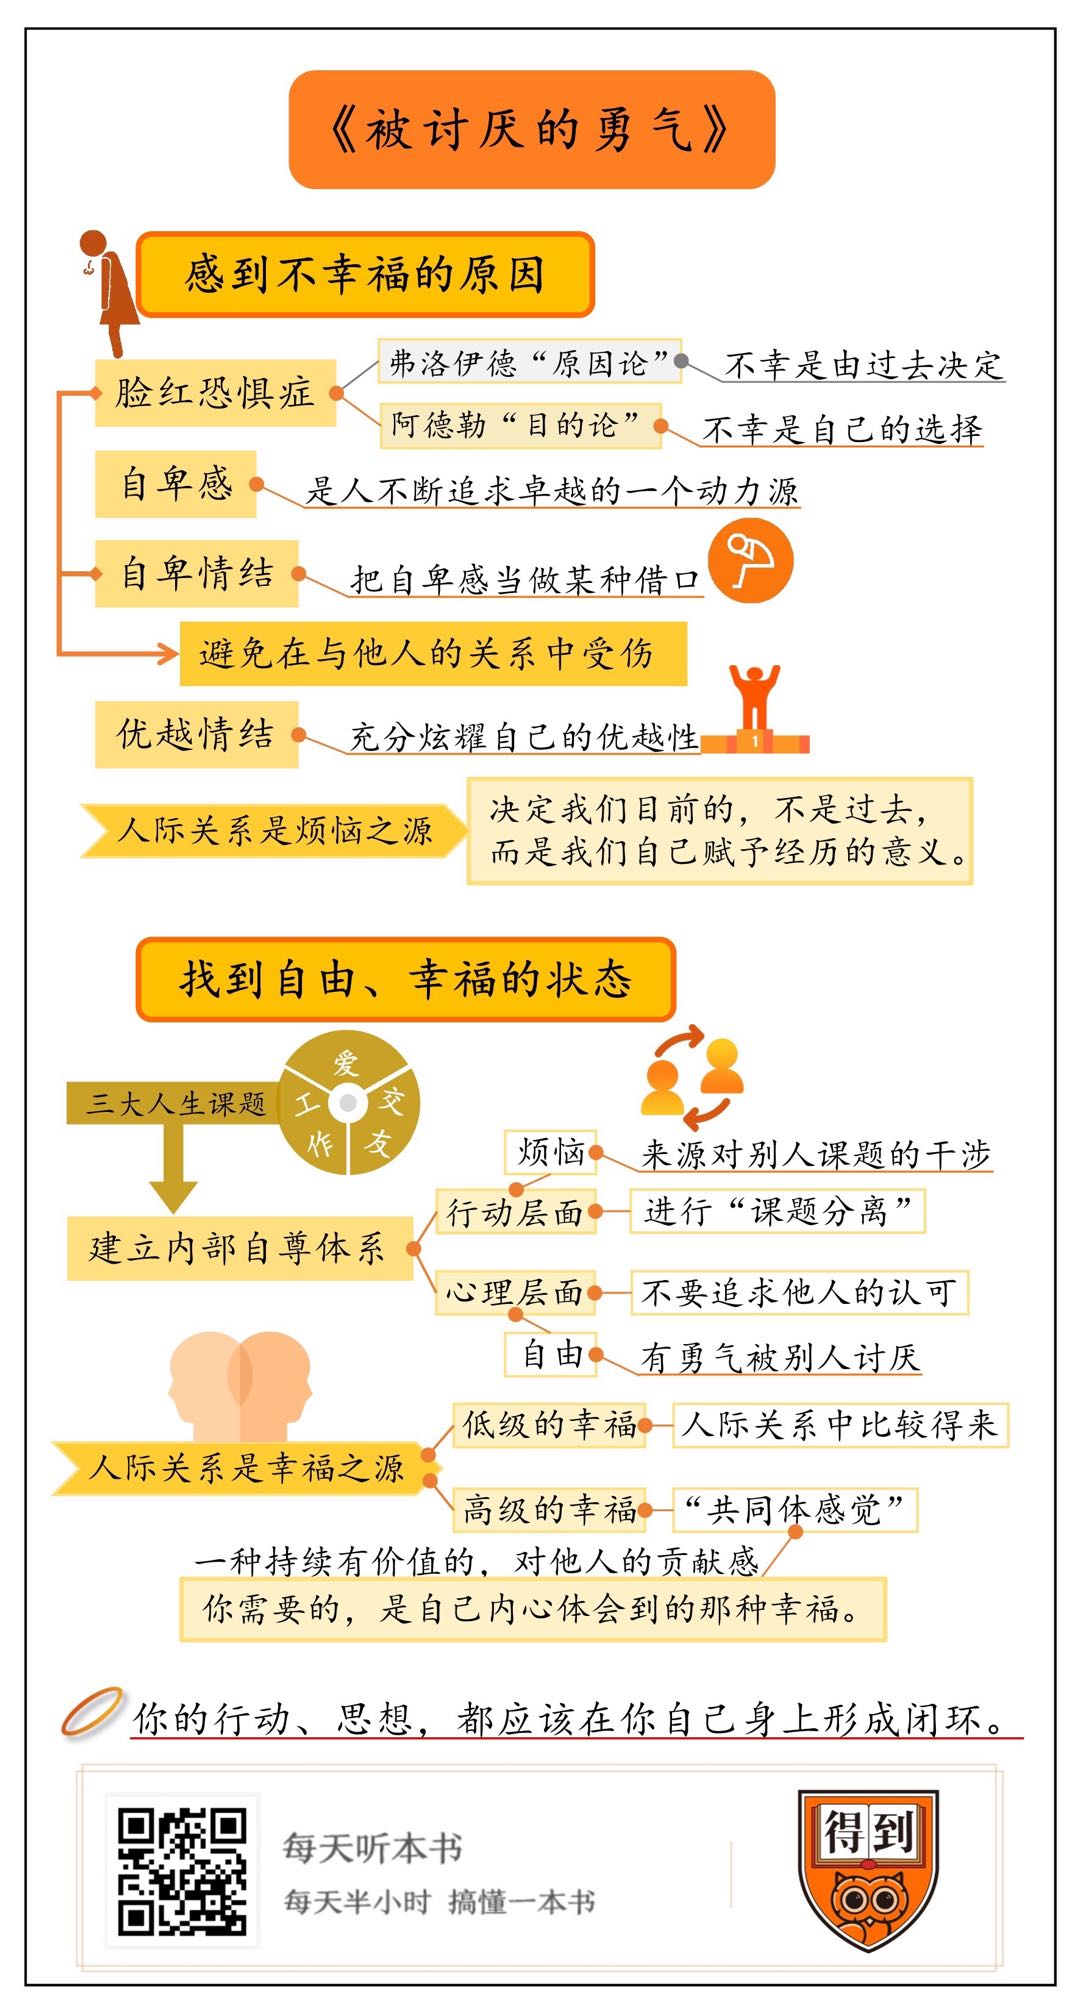 《被讨厌的勇气》
感到不幸福的原因
脸红恐惧症
弗洛伊德“原因论”
不幸是由过去决定
阿德勒“目的论”
不幸是自己的选择
自卑感
是人不断追求卓越的一个动力源
自卑情结
把自卑感当做某种借口
避免在与他人的关系中受伤
优越情结
充分炫耀自己的优越性
1
人际关系是烦恼之源
决定我们目前的，不是过去，
而是我们自己赋予经历的意义。
找到自由、幸福的状态
三大人生课题
爱
工作
交友
烦恼
来源对别人课题的干涉
行动层面
进行“课题分离”
建立内部自尊体系
心理层面
不要追求他人的认可
自由
有勇气被别人讨厌
人际关系是幸福之源
低级的幸福
人际关系中比较得来
高级的幸福
“共同体感觉”
一种持续有价值的，对他人的贡献感
你需要的，是自己内心体会到的那种幸福。
你的行动、思想，都应该在你自己身上形成闭环。
每天听本书
每天半小时 搞懂一本书
得到